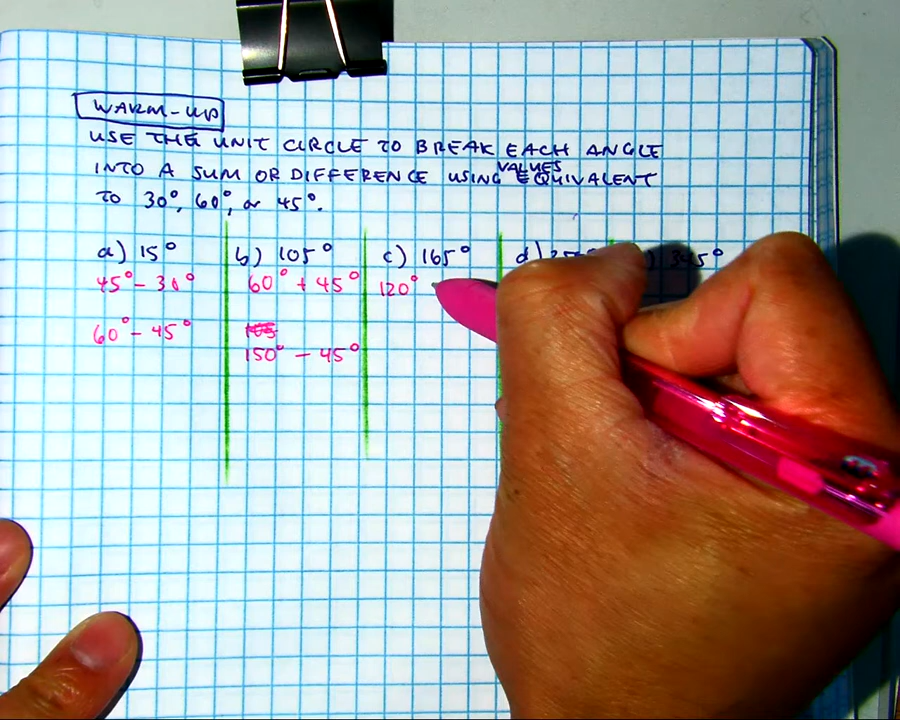 WARM-UP
USE THE UNIT CIRCLE TO BREAK EACH ANGLE
INTO A SUM OR DIFFERENCE USING VALUES EQUIVALENT
TO 30°, 60°, or 45°.
a) 15° b) 105° c) 165° d) 345°
45° - 30° 60° + 45° 120°
60° - 45°
150° - 45°